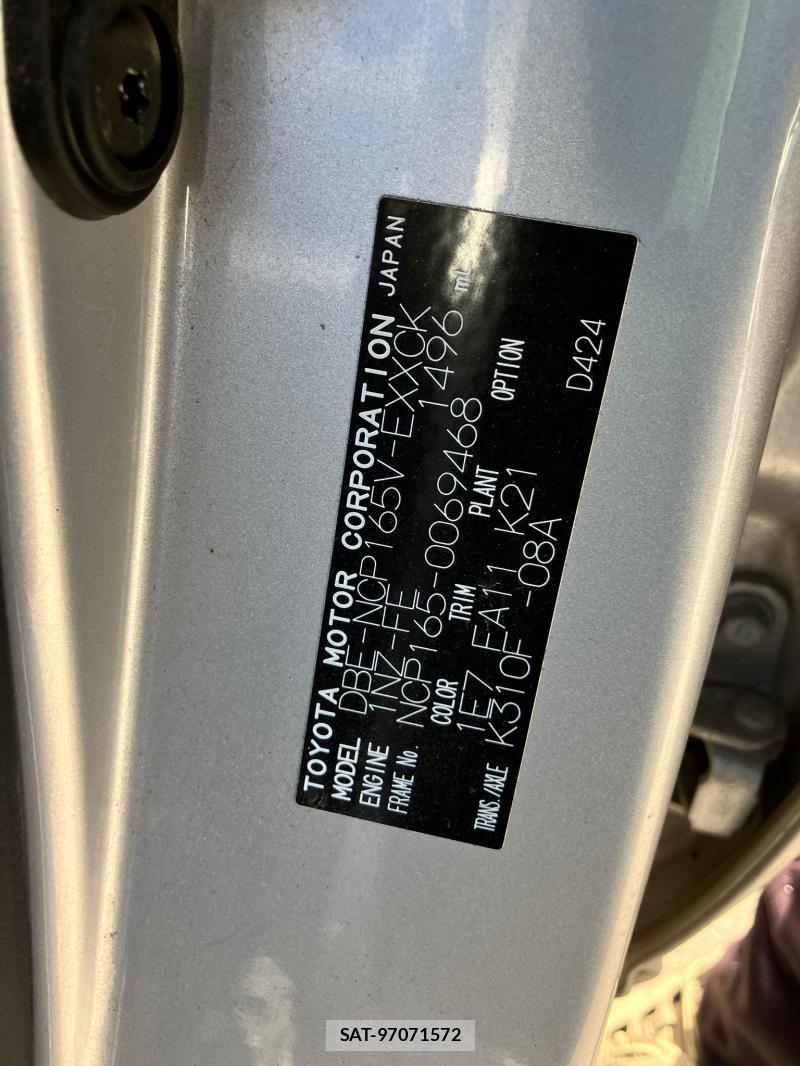 TOYOTA MOTOR CORPORATION JAPAN
MODEL DBE-NCP165V-EXXCK
ENGINE 1NZ-FE 1496 mL
FRAME No. NCP165-0069468
COLOR TRIM PLANT OPTION
1E7 FA11 K21
TRANS./AXLE K310F -08A D424
SAT-97071572